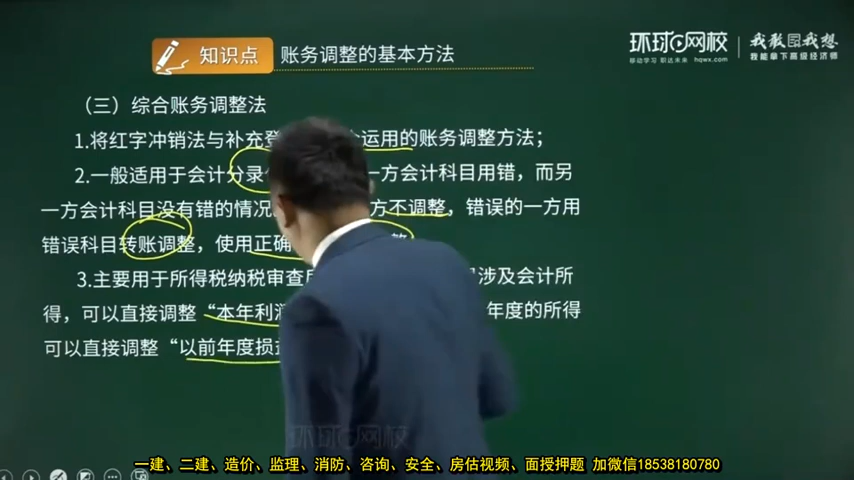 知识点
账务调整的基本方法
环球网校
移动学习 职达未来 hqwx.com
我敢 我想
我能拿下高级经济师
（三）综合账务调整法
1.将红字冲销法与补充登 运用的账务调整方法；
2.一般适用于会计分录 一方会计科目用错，而另
一方会计科目没有错的情况 方不调整，错误的一方用
错误科目转账调整，使用正确
3.主要用于所得税纳税审查 涉及会计所
得，可以直接调整“本年利润 年度的所得
可以直接调整“以前年度损益
环球网校
一建、二建、造价、监理、消防、咨询、安全、房估视频、面授押题 加微信18538180780